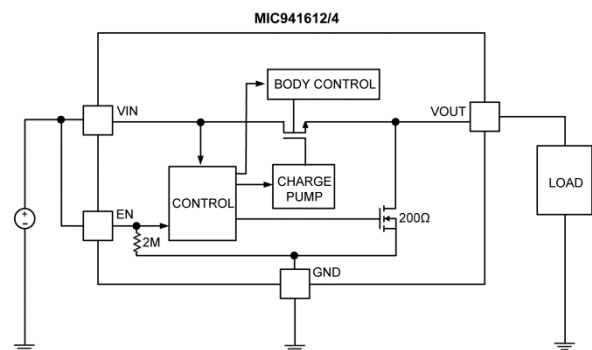 MIC941612/4
BODY CONTROL
VIN
VOUT
CONTROL
CHARGE
PUMP
LOAD
EN
2M
200Ω
GND
+
-